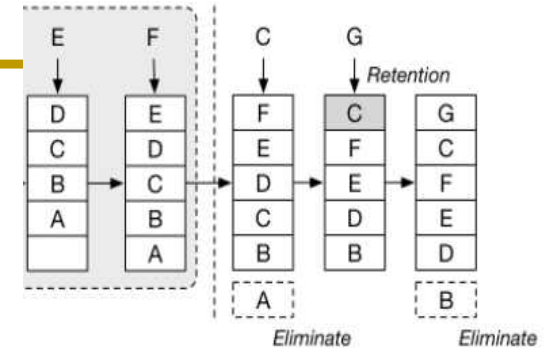 E F C G
Retention
D E F C G
C D E F C
B C D E F
A B C D E
A B B D
A B
Eliminate Eliminate